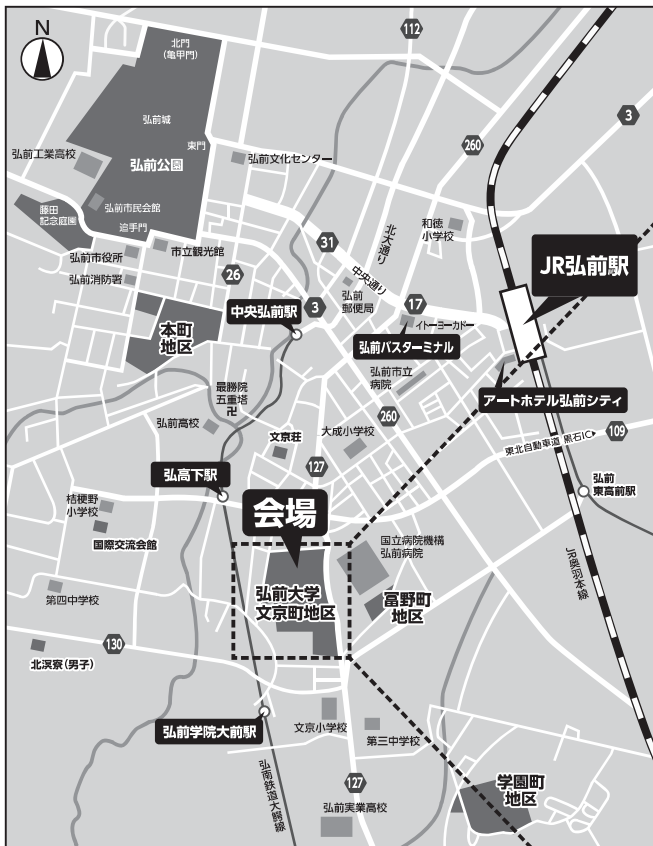 N
北門
(亀甲門)
112
3
弘前城
260
東門
弘前工業高校
弘前公園
弘前文化センター
藤田
記念庭園
弘前市民会館
追手門
和徳
小学校
北大通り
31
中央通り
JR弘前駅
弘前市役所
市立観光館
26
弘前消防署
弘前
郵便局
17
イトーヨーカドー
3
中央弘前駅
弘前バスターミナル
本町
地区
弘前市立
病院
アートホテル弘前シティ
最勝院
五重塔
卍
260
弘前高校
文京荘
大成小学校
109
東北自動車道 黒石IC
127
弘高下駅
弘前
東高前駅
桔梗野
小学校
会場
国際交流会館
国立病院機構
弘前病院
JR奥羽本線
弘前大学
文京町地区
富野町
地区
第四中学校
130
北溟寮(男子)
弘前学院大前駅
文京小学校
第三中学校
弘南鉄道大鰐線
127
学園町
地区
弘前実業高校